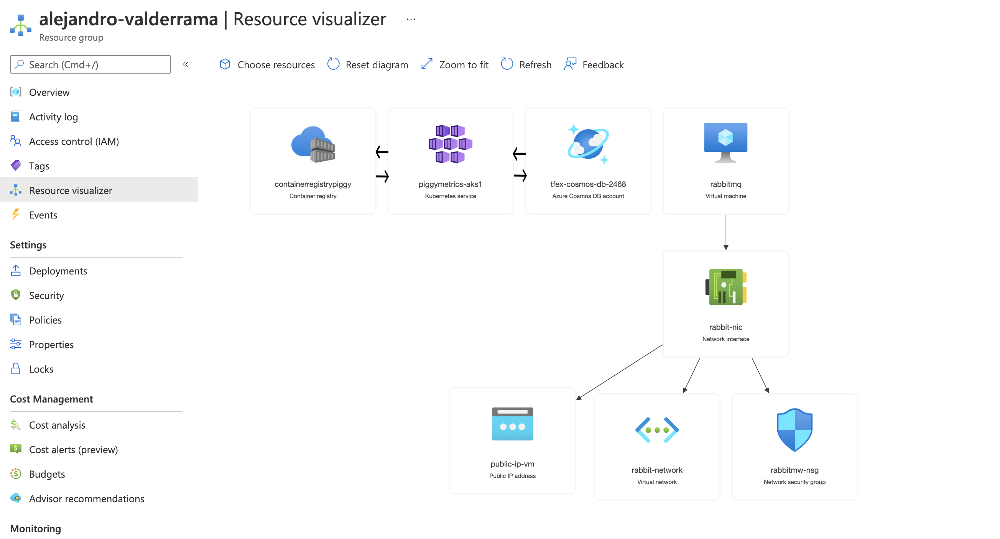 alejandro-valderrama | Resource visualizer ...
Resource group
Search (Cmd+/)
«
Choose resources
Reset diagram
Zoom to fit
Refresh
Feedback
Overview
Activity log
Access control (IAM)
Tags
Resource visualizer
Events
Settings
Deployments
Security
Policies
Properties
Locks
Cost Management
Cost analysis
Cost alerts (preview)
Budgets
Advisor recommendations
Monitoring
containerregistrypiggy
Container registry
piggymetrics-aks1
Kubernetes service
tfex-cosmos-db-2468
Azure Cosmos DB account
rabbitmq
Virtual machine
rabbit-nic
Network interface
public-ip-vm
Public IP address
rabbit-network
Virtual network
rabbitmw-nsg
Network security group